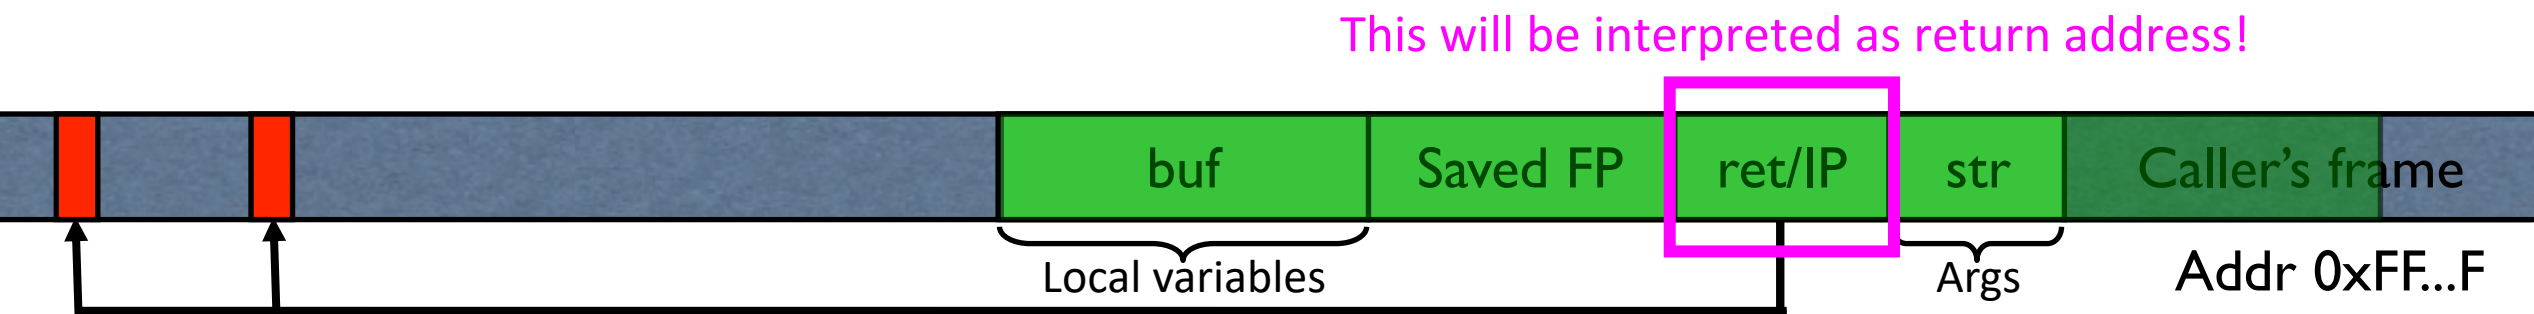 This will be interpreted as return address!
buf Saved FP ret/IP str Caller’s frame
Local variables Args Addr 0xFF...F